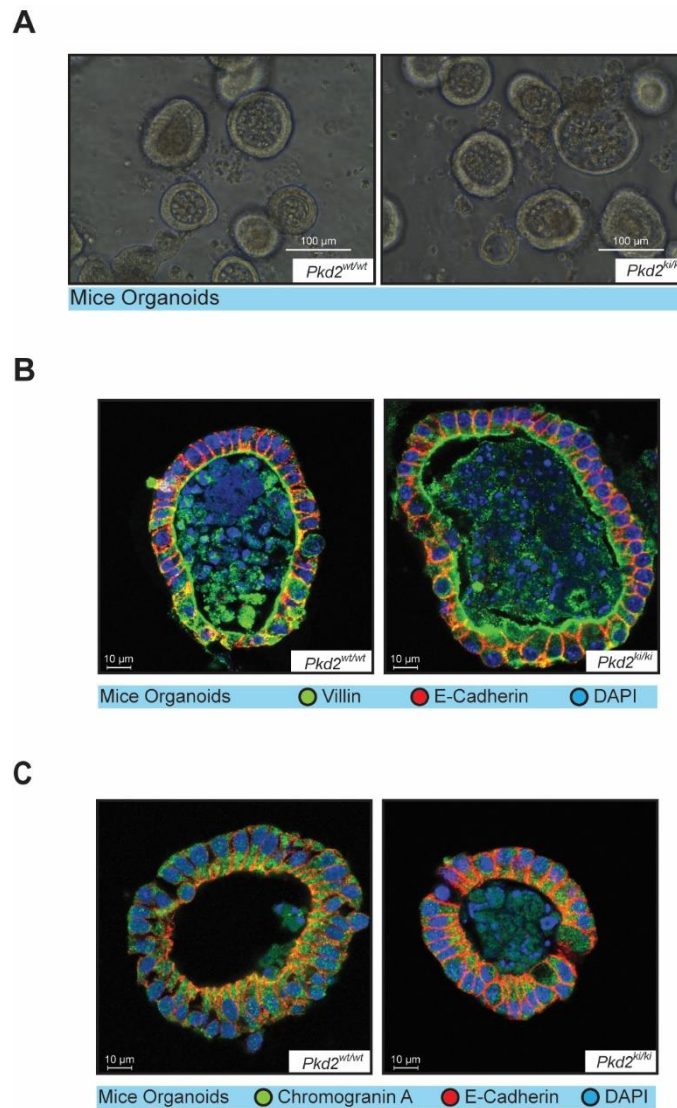 A
100 µm
Pkd2wt/wt
100 µm
Pkd2ki/k
Mice Organoids
B
10 µm
Pkd2wt/wt
10 µm
Pkd2ki/ki
Mice Organoids Villin E-Cadherin DAPI
C
10 µm
Pkd2wt/wt
10 µm
Pkd2ki/ki
Mice Organoids Chromogranin A E-Cadherin DAPI